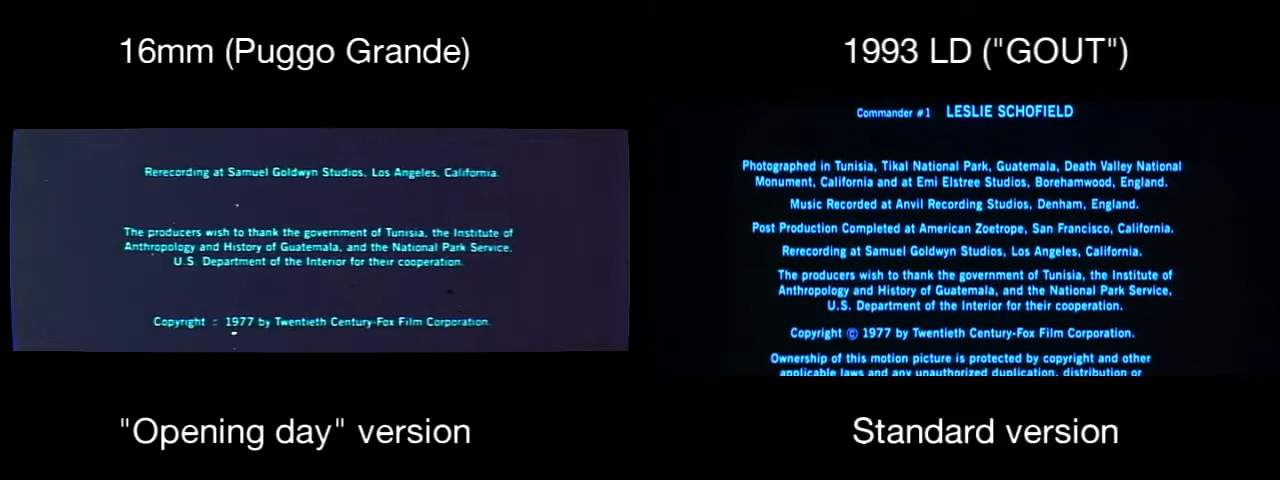 16mm (Puggo Grande)
Rerecording at Samuel Goldwyn Studios, Los Angeles, California.
The producers wish to thank the government of Tunisia, the Institute of
Anthropology and History of Guatemala, and the National Park Service,
U.S. Department of the Interior for their cooperation.
Copyright © 1977 by Twentieth Century-Fox Film Corporation.
"Opening day" version
1993 LD ("GOUT")
Commander #1 LESLIE SCHOFIELD
Photographed in Tunisia, Tikal National Park, Guatemala, Death Valley National
Monument, California and at Emi Elstree Studios, Borehamwood, England.
Music Recorded at Anvil Recording Studios, Denham, England.
Post Production Completed at American Zoetrope, San Francisco, California.
Rerecording at Samuel Goldwyn Studios, Los Angeles, California.
The producers wish to thank the government of Tunisia, the Institute of
Anthropology and History of Guatemala, and the National Park Service,
U.S. Department of the Interior for their cooperation.
Copyright © 1977 by Twentieth Century-Fox Film Corporation.
Ownership of this motion picture is protected by copyright and other
applicable laws and any unauthorized duplication, distribution or
Standard version